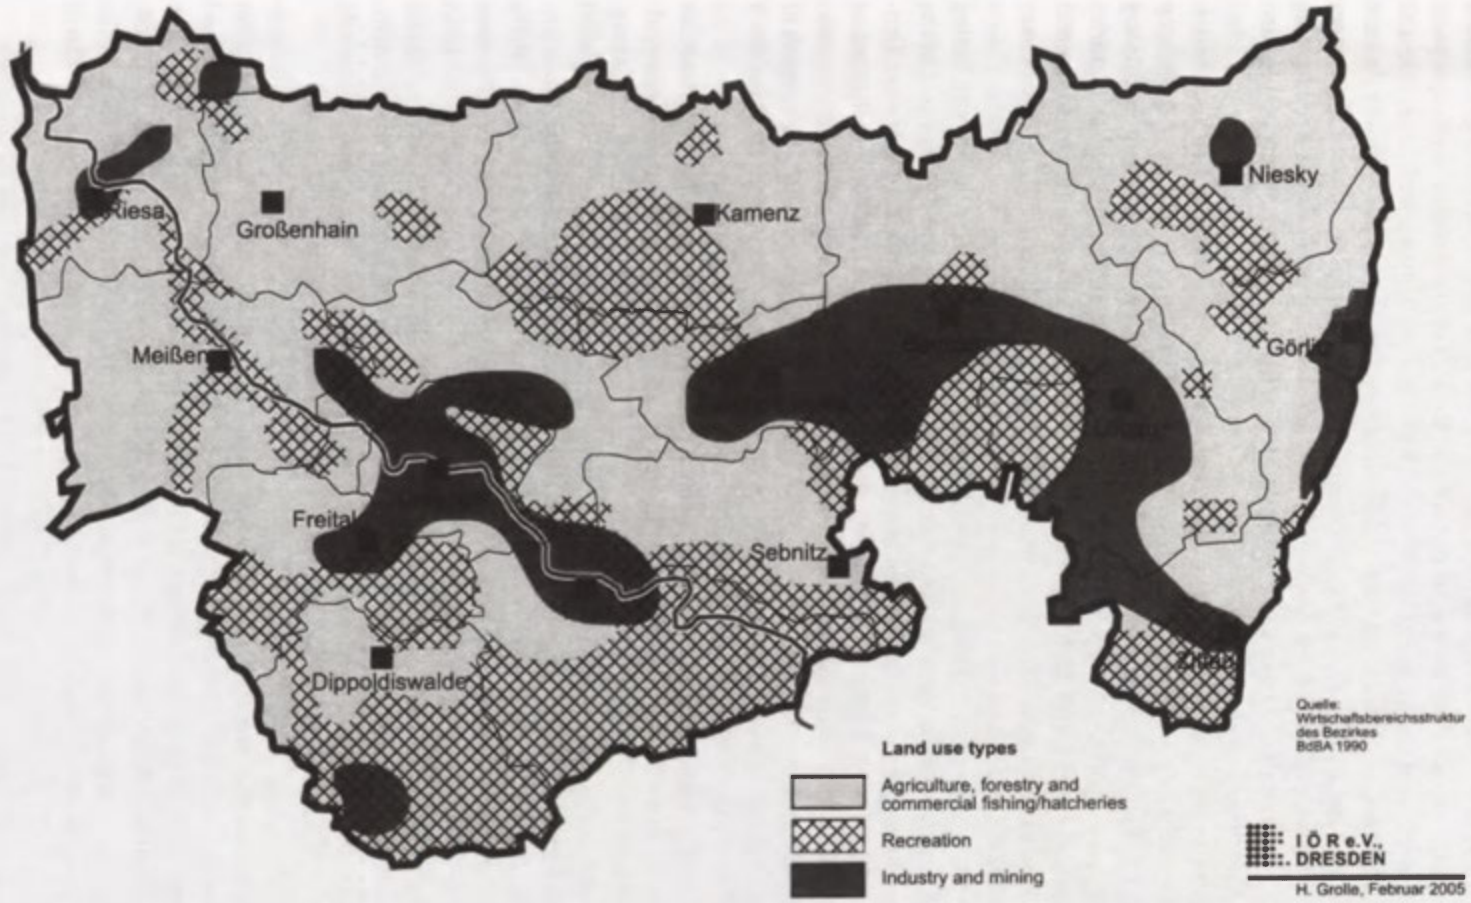 Niesky
Riesa
Kamenz
Großenhain
Meißen
Freital
Sebnitz
Dippoldiswalde
Quelle:
Wirtschaftsbereichsstruktur
des Bezirkes
BdBA 1990
Land use types
Agriculture, forestry and
commercial fishing/hatcheries
Recreation
Industry and mining
I Ö R e.V.,
DRESDEN
H. Grolle, Februar 2005